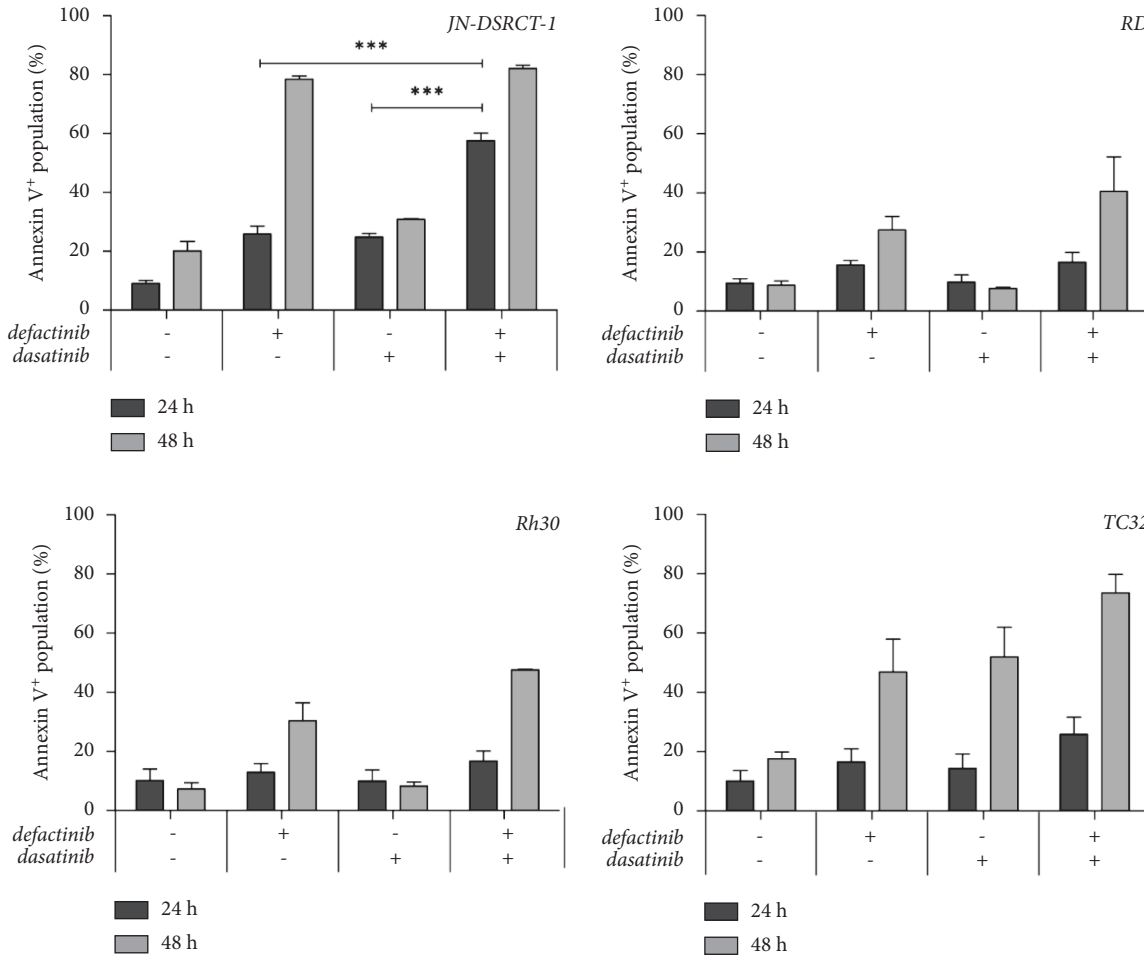 JN-DSRCT-1
Annexin V⁺ population (%)
100
80
60
40
20
0
***
***
defactinib - + - +
dasatinib - - + +
24 h
48 h
RD
Annexin V⁺ population (%)
100
80
60
40
20
0
defactinib - + - +
dasatinib - - + +
24 h
48 h
Rh30
Annexin V⁺ population (%)
100
80
60
40
20
0
defactinib - + - +
dasatinib - - + +
24 h
48 h
TC32
Annexin V⁺ population (%)
100
80
60
40
20
0
defactinib - + - +
dasatinib - - + +
24 h
48 h